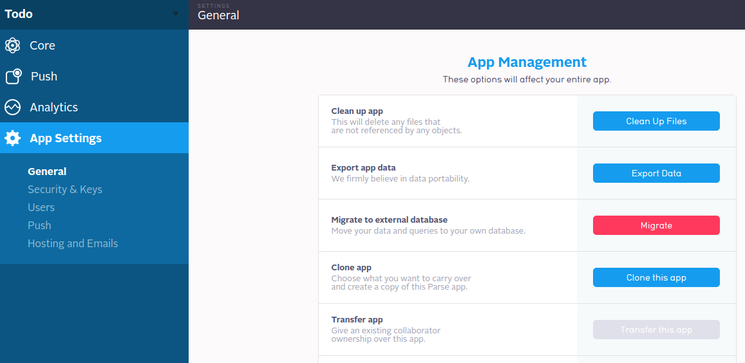 Todo
Core
Push
Analytics
App Settings
General
Security & Keys
Users
Push
Hosting and Emails
SETTINGS
General
App Management
These options will affect your entire app.
Clean up app
This will delete any files that
are not referenced by any objects.
Clean Up Files
Export app data
We firmly believe in data portability.
Export Data
Migrate to external database
Move your data and queries to your own database.
Migrate
Clone app
Choose what you want to carry over
and create a copy of this Parse app.
Clone this app
Transfer app
Give an existing collaborator
ownership over this app.
Transfer this app